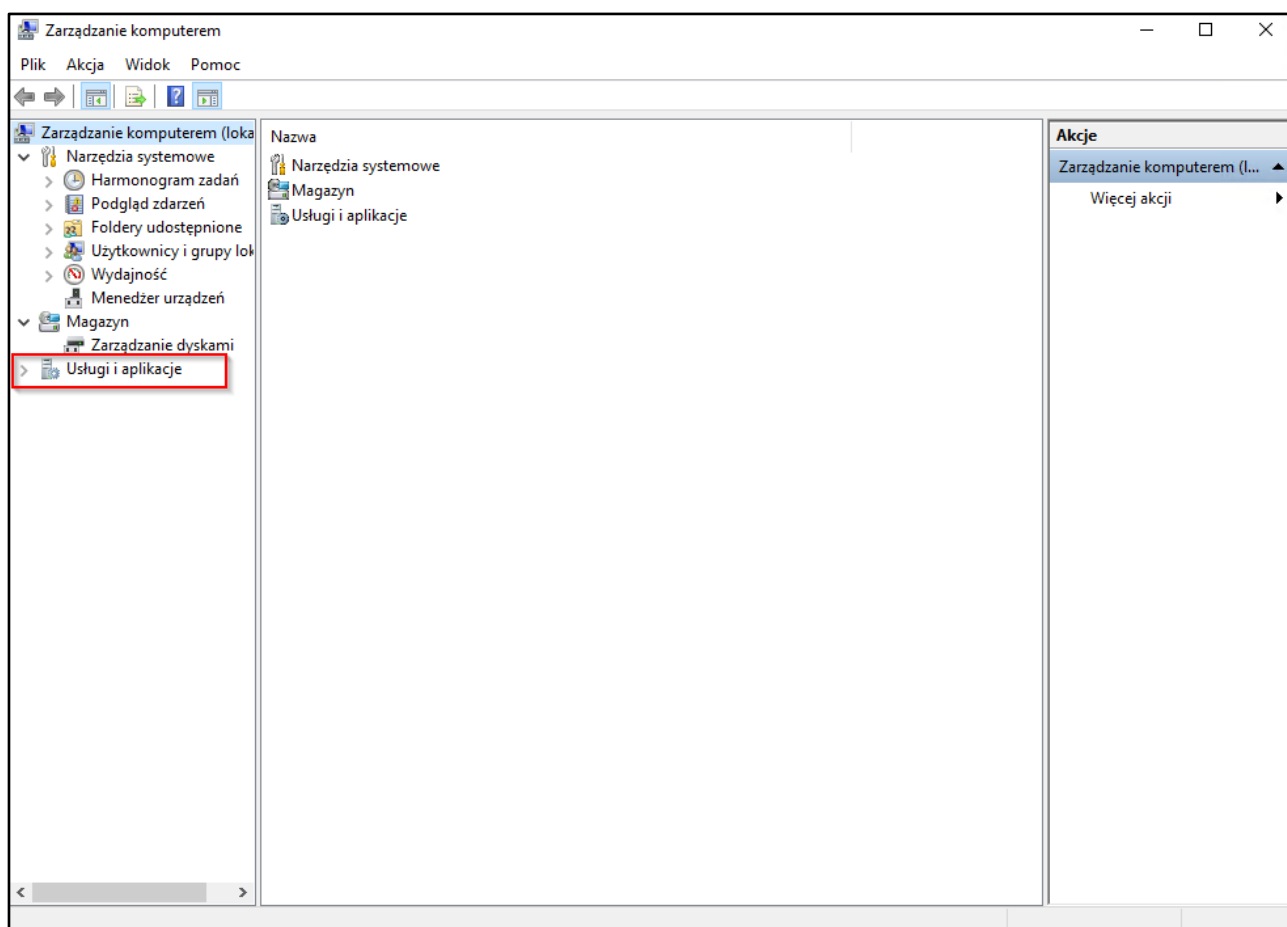 Zarządzanie komputerem
Plik Akcja Widok Pomoc
Zarządzanie komputerem (loka
Narzędzia systemowe
Harmonogram zadań
Podgląd zdarzeń
Foldery udostępnione
Użytkownicy i grupy lok
Wydajność
Menedżer urządzeń
Magazyn
Zarządzanie dyskami
Usługi i aplikacje
Nazwa
Narzędzia systemowe
Magazyn
Usługi i aplikacje
Akcje
Zarządzanie komputerem (l...
Więcej akcji